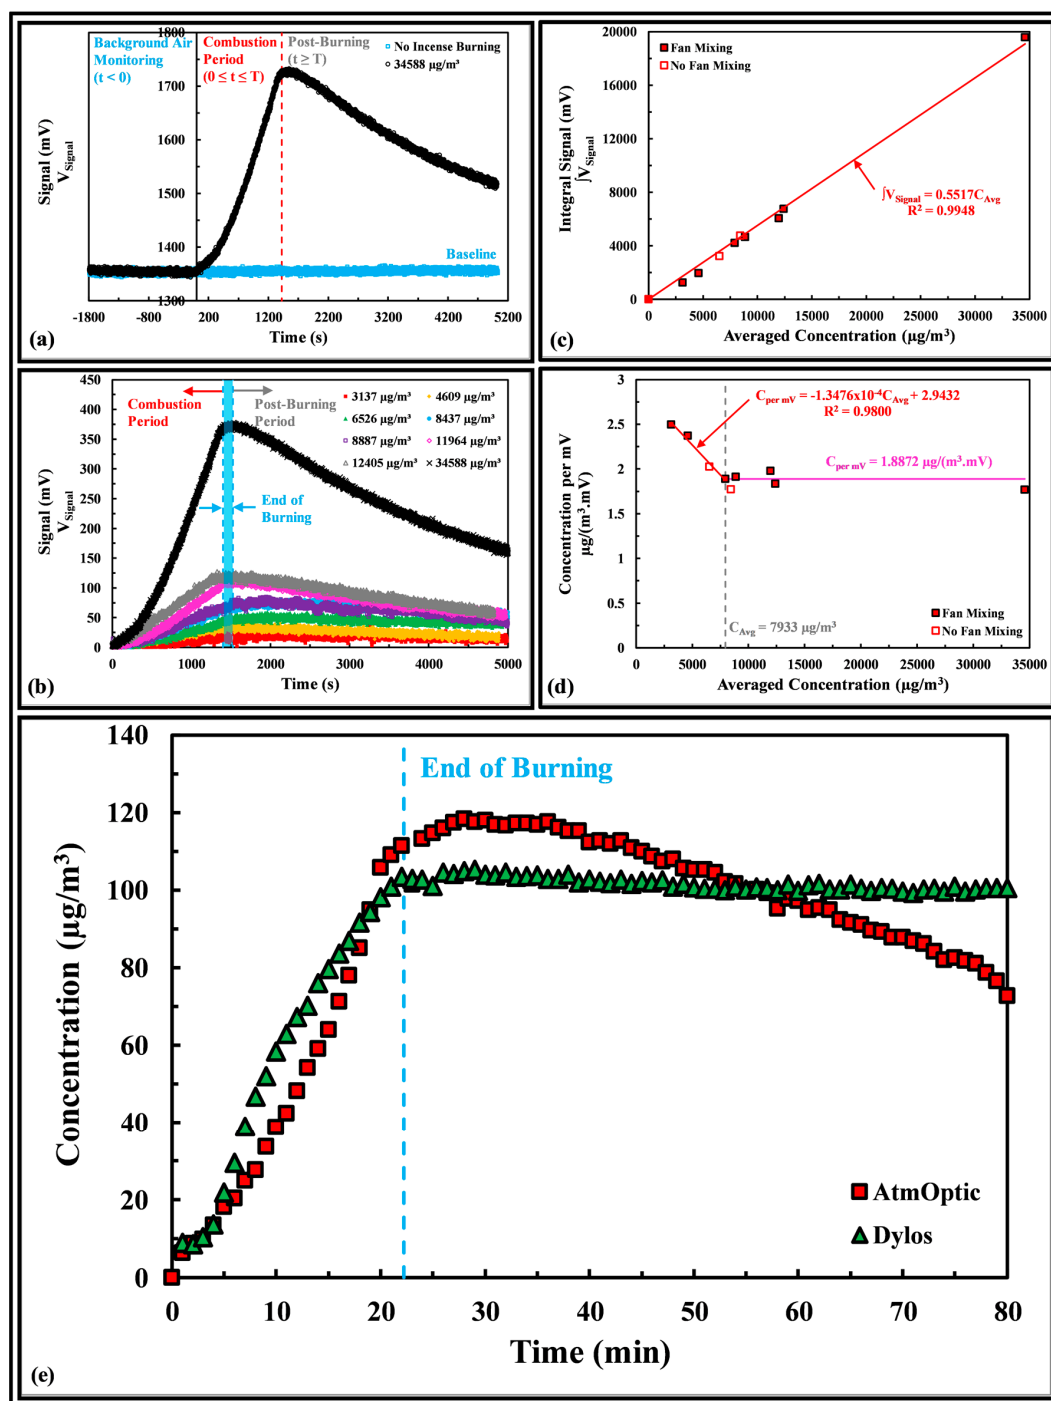 Background Air
Monitoring
(t < 0)
Combustion
Period
(0 ≤ t ≤ T)
Post-Burning
(t ≥ T)
No Incense Burning
34588 µg/m³
Baseline
1800
1700
1600
1500
1400
1300
Signal (mV)
V_Signal
-1800 -800 200 1200 2200 3200 4200 5200
Time (s)
(a)
20000
16000
12000
8000
4000
0
Integral Signal (mV)
∫V_Signal
Fan Mixing
No Fan Mixing
∫V_Signal = 0.5517C_Avg
R² = 0.9948
0 5000 10000 15000 20000 25000 30000 35000
Averaged Concentration (µg/m³)
(c)
450
400
350
300
250
200
150
100
50
0
Signal (mV)
V_Signal
Combustion
Period
Post-Burning
Period
3137 µg/m³ 4609 µg/m³
6526 µg/m³ 8437 µg/m³
8887 µg/m³ 11964 µg/m³
12405 µg/m³ 34588 µg/m³
End of
Burning
0 1000 2000 3000 4000 5000
Time (s)
(b)
3
2.5
2
1.5
1
0.5
0
Concentration per mV
µg/(m³.mV)
C_per mV = -1.3476x10⁻⁴C_Avg + 2.9432
R² = 0.9800
C_per mV = 1.8872 µg/(m³.mV)
C_Avg = 7933 µg/m³
Fan Mixing
No Fan Mixing
0 5000 10000 15000 20000 25000 30000 35000
Averaged Concentration (µg/m³)
(d)
140
120
100
80
60
40
20
0
Concentration (µg/m³)
End of Burning
AtmOptic
Dylos
0 10 20 30 40 50 60 70 80
Time (min)
(e)